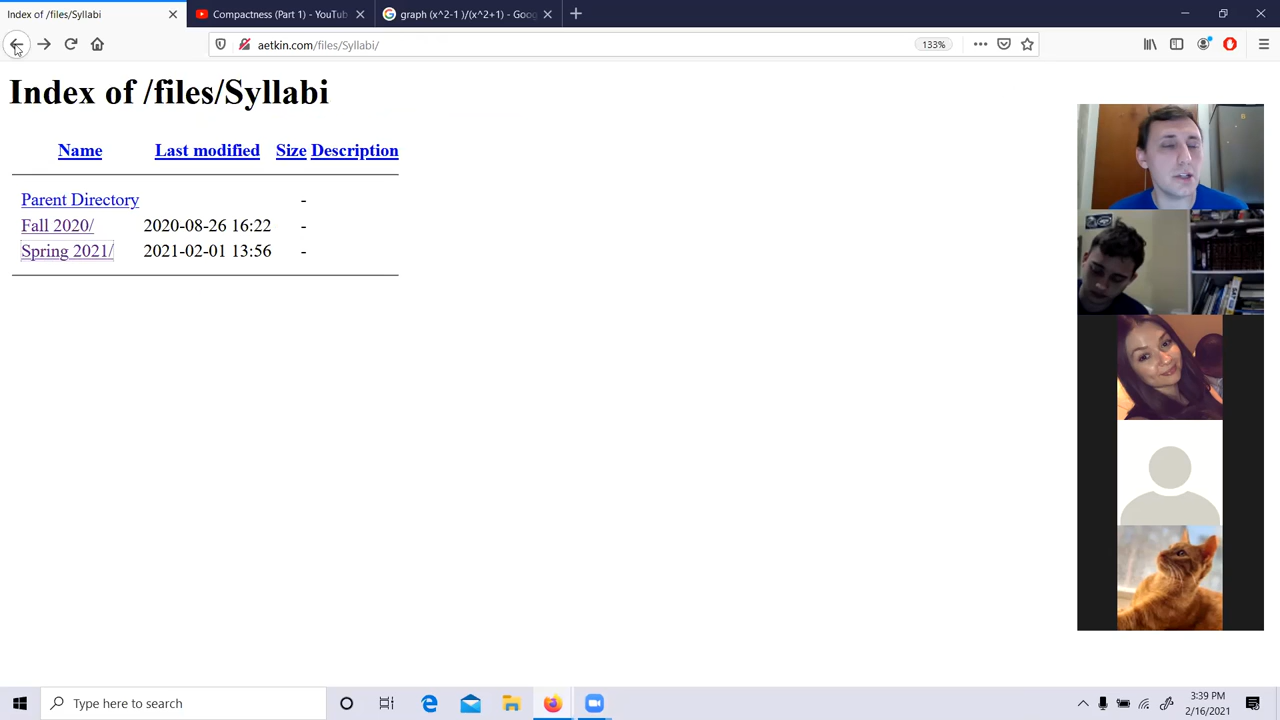 Index of /files/Syllabi
Compactness (Part 1) - YouTub
graph (x^2-1 )/(x^2+1) - Goog
aetkin.com/files/Syllabi/
133%
Index of /files/Syllabi
Name Last modified Size Description
Parent Directory -
Fall 2020/ 2020-08-26 16:22 -
Spring 2021/ 2021-02-01 13:56 -
Type here to search
3:39 PM
2/16/2021